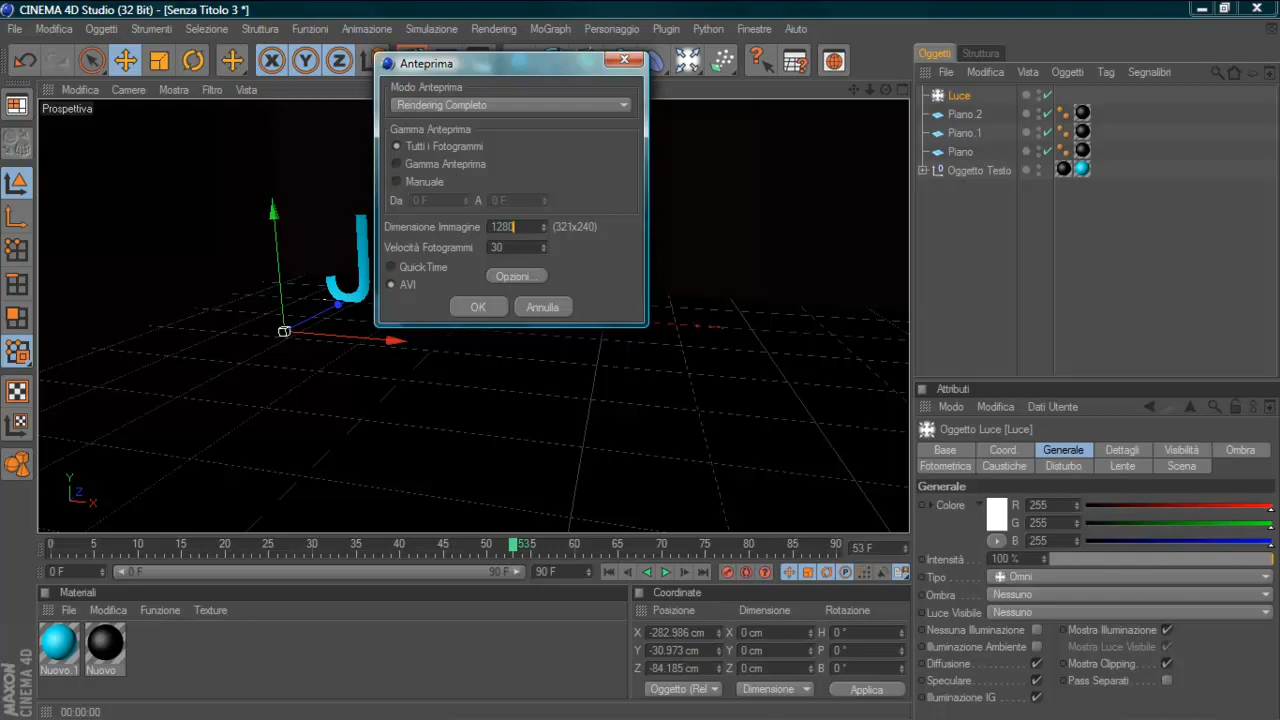 CINEMA 4D Studio (32 Bit) - [Senza Titolo 3 *]
File Modifica Oggetti Strumenti Selezione Struttura Funzioni Animazione Simulazione Rendering MoGraph Personaggio Plugin Python Finestre Aiuto
X Y Z
Modifica Camere Mostra Filtro Vista
Prospettiva
Anteprima
Modo Anteprima
Rendering Completo
Gamma Anteprima
Tutti i Fotogrammi
Gamma Anteprima
Manuale
Da 0 F A 0 F
Dimensione Immagine 1280 (321x240)
Velocità Fotogrammi 30
QuickTime
AVI
Opzioni...
OK Annulla
J
Y
Z
X
Oggetti Struttura
File Modifica Vista Oggetti Tag Segnalibri
Luce
Piano.2
Piano.1
Piano
Oggetto Testo
Attributi
Modo Modifica Dati Utente
Oggetto Luce [Luce]
Base Coord. Generale Dettagli Visibilità Ombra
Fotometrica Caustiche Disturbo Lente Scena
Generale
Colore R 255
G 255
B 255
Intensità 100 %
Tipo Omni
Ombra Nessuno
Luce Visibile Nessuno
Nessuna Illuminazione Mostra Illuminazione
Illuminazione Ambiente Mostra Luce Visibile
Diffusione Mostra Clipping
Speculare Pass Separati
Illuminazione IG
0 5 10 15 20 25 30 35 40 45 50 535 60 65 70 75 80 85 90 53 F
0 F 0 F 90 F 90 F
Materiali
File Modifica Funzione Texture
Nuovo.1 Nuovo
Coordinate
Posizione Dimensione Rotazione
X -282.986 cm X 0 cm H 0 °
Y -30.973 cm Y 0 cm P 0 °
Z -84.185 cm Z 0 cm B 0 °
Oggetto (Rel Dimensione Applica
00:00:00
MAXON
CINEMA 4D